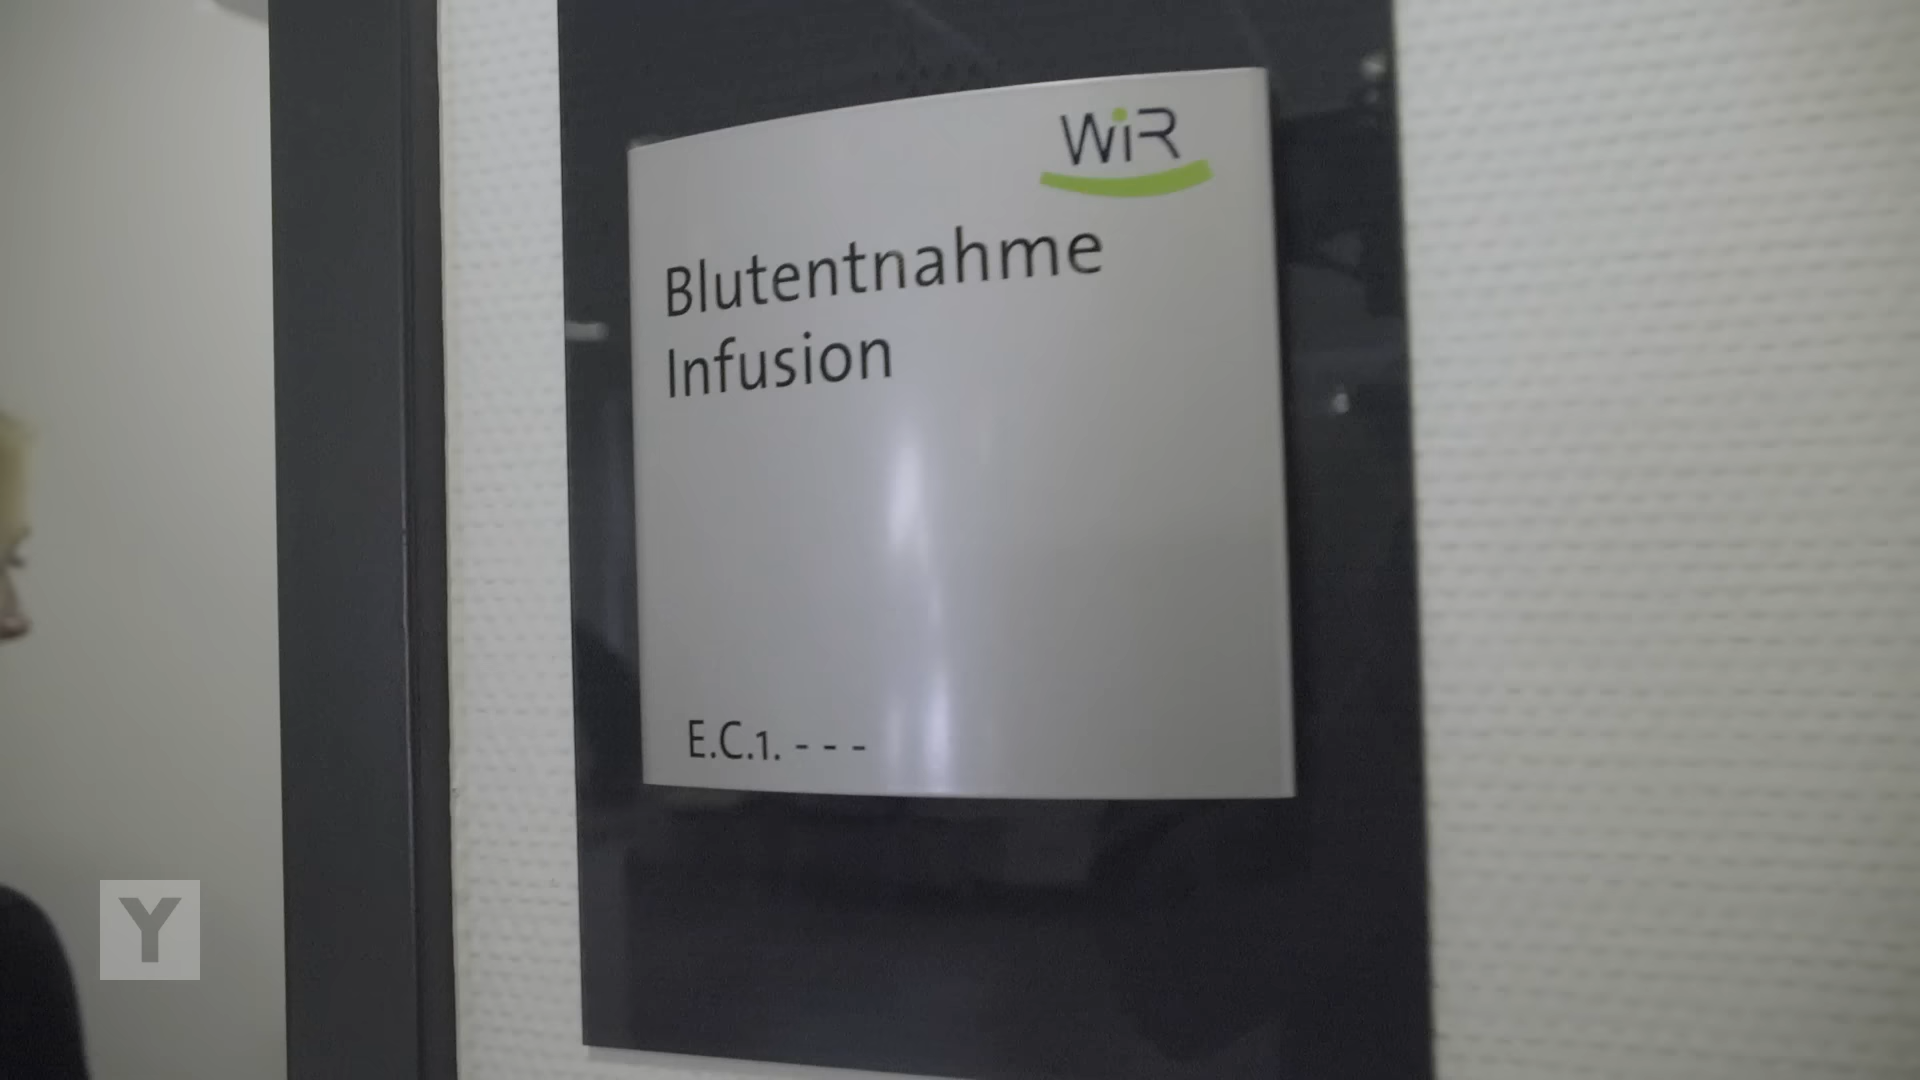 WiR
Blutentnahme
Infusion
E.C.1. - - -
Y